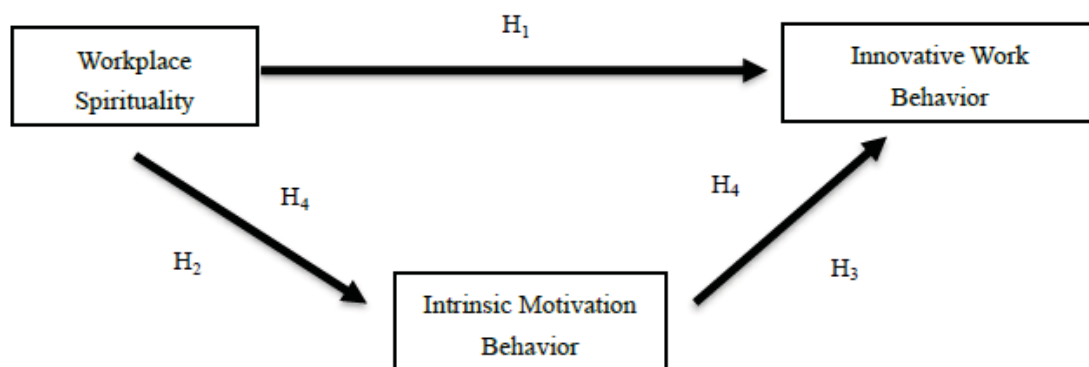 H₁
Workplace
Spirituality
Innovative Work
Behavior
H₄
H₄
H₂
H₃
Intrinsic Motivation
Behavior